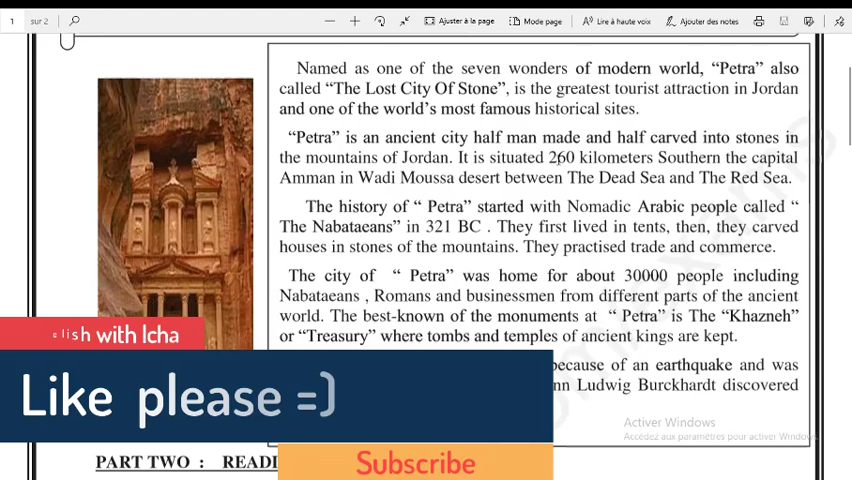 1 sur 2 Ajuster à la page Mode page Lire à haute voix Ajouter des notes
Named as one of the seven wonders of modern world, “Petra” also
called “The Lost City Of Stone”, is the greatest tourist attraction in Jordan
and one of the world’s most famous historical sites.
“Petra” is an ancient city half man made and half carved into stones in
the mountains of Jordan. It is situated 260 kilometers Southern the capital
Amman in Wadi Moussa desert between The Dead Sea and The Red Sea.
The history of “ Petra” started with Nomadic Arabic people called “
The Nabataeans” in 321 BC . They first lived in tents, then, they carved
houses in stones of the mountains. They practised trade and commerce.
The city of “ Petra” was home for about 30000 people including
Nabataeans , Romans and businessmen from different parts of the ancient
world. The best-known of the monuments at “ Petra” is The “Khazneh”
or “Treasury” where tombs and temples of ancient kings are kept.
because of an earthquake and was
Ludwig Burckhardt discovered
lish with Icha
Like please =)
Subscribe
Activer Windows
Accédez aux paramètres pour activer Windows.
PART TWO : READI